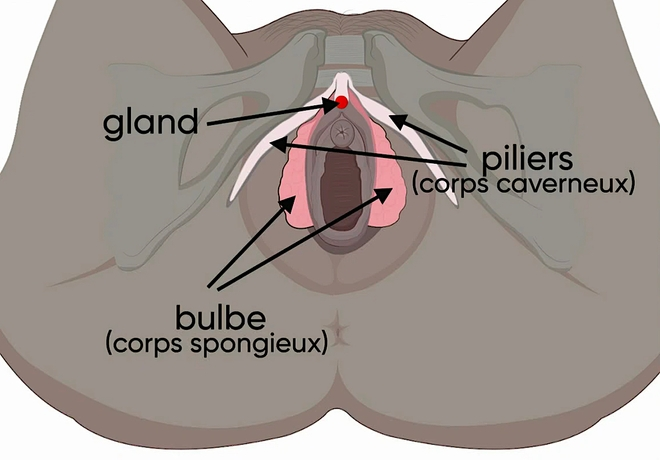 gland
piliers
(corps caverneux)
bulbe
(corps spongieux)